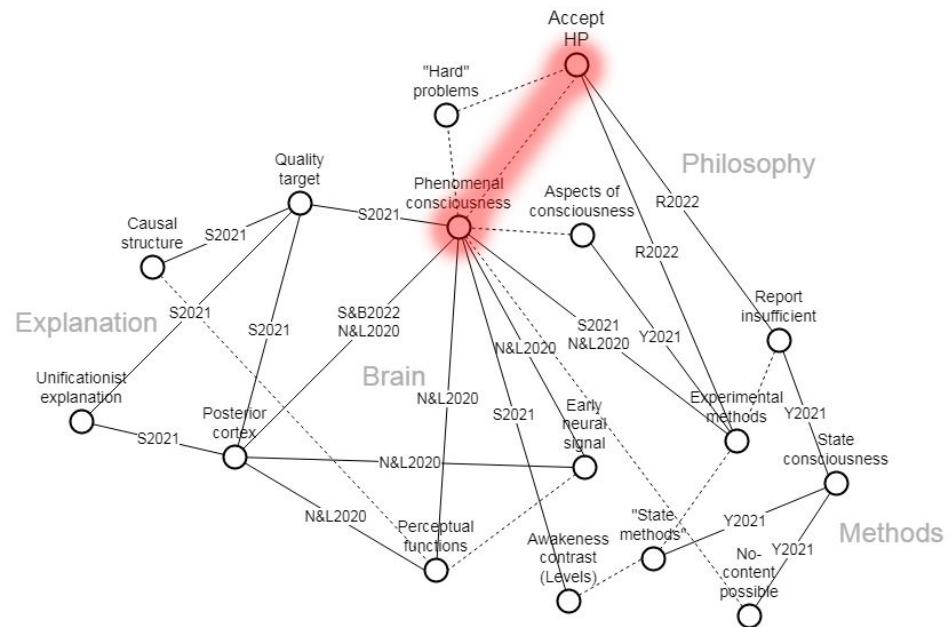 Accept
HP
"Hard"
problems
Philosophy
Quality
target
Phenomenal
consciousness
Aspects of
consciousness
R2022
S2021
Causal
structure
S2021
R2022
Report
insufficient
Explanation
S2021
S2021
S&B2022
N&L2020
N&L2020
S2021
N&L2020
Y2021
Brain
Unificationist
explanation
Posterior
cortex
N&L2020
S2021
Early
neural
signal
Experimental
methods
Y2021
S2021
State
consciousness
N&L2020
N&L2020
Perceptual
functions
Awakeness
contrast
(Levels)
"State
methods"
Y2021
Methods
No-
content
possible
Y2021